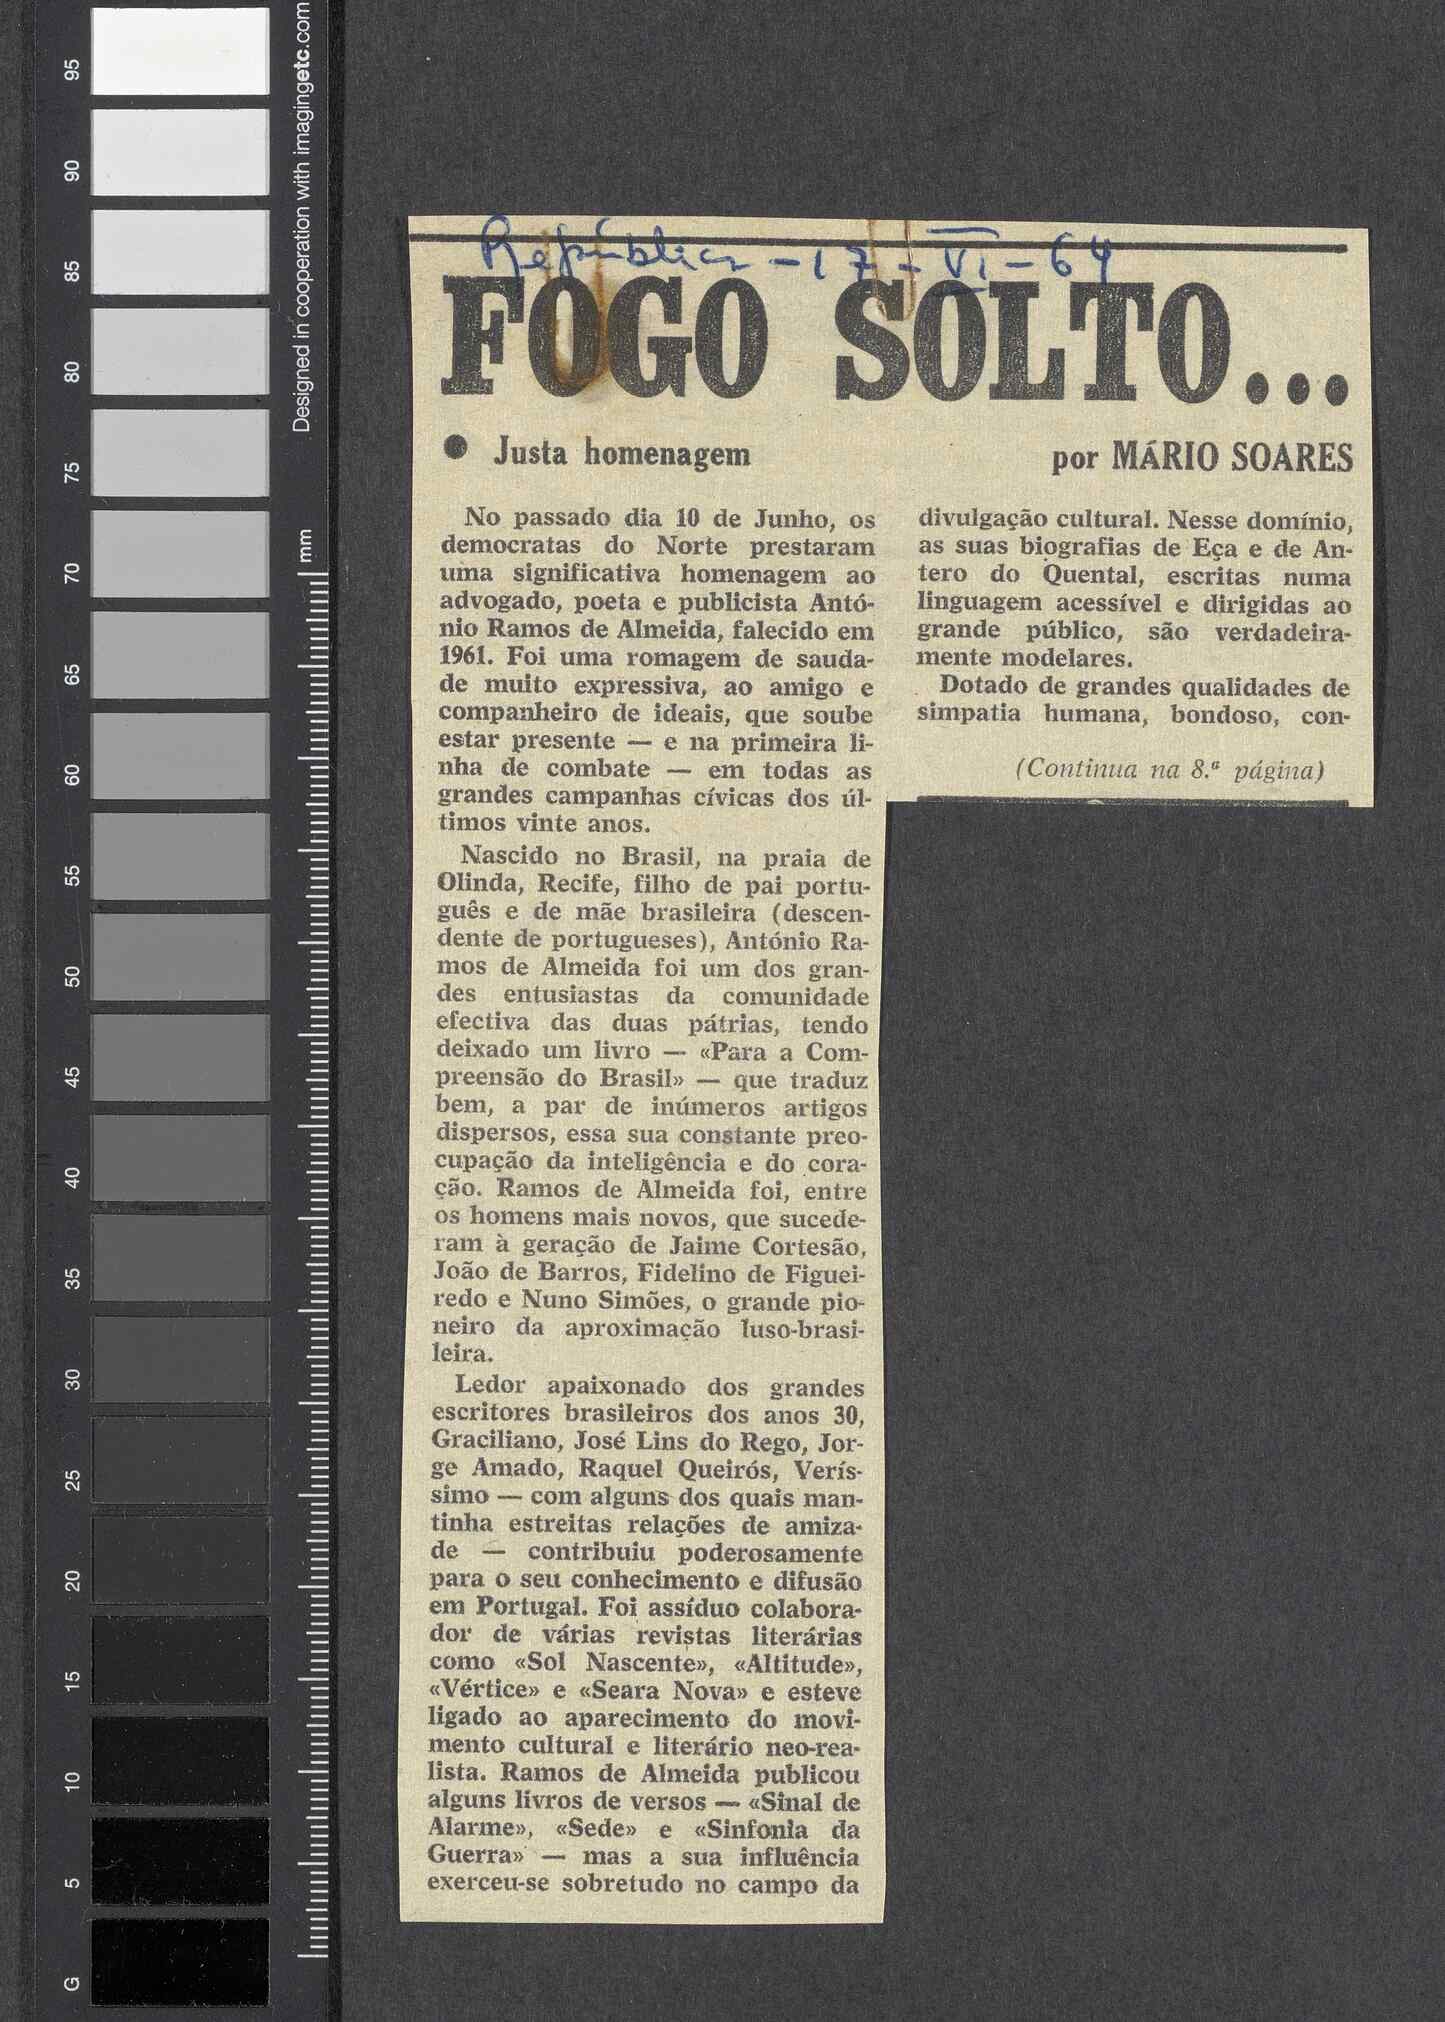 República - 17 - VI - 64
FOGO SOLTO...
● Justa homenagem
por MÁRIO SOARES
No passado dia 10 de Junho, os
democratas do Norte prestaram
uma significativa homenagem ao
advogado, poeta e publicista Antó-
nio Ramos de Almeida, falecido em
1961. Foi uma romagem de sauda-
de muito expressiva, ao amigo e
companheiro de ideais, que soube
estar presente — e na primeira li-
nha de combate — em todas as
grandes campanhas cívicas dos úl-
timos vinte anos.
Nascido no Brasil, na praia de
Olinda, Recife, filho de pai portu-
guês e de mãe brasileira (descen-
dente de portugueses), António Ra-
mos de Almeida foi um dos gran-
des entusiastas da comunidade
efectiva das duas pátrias, tendo
deixado um livro — «Para a Com-
preensão do Brasil» — que traduz
bem, a par de inúmeros artigos
dispersos, essa sua constante preo-
cupação da inteligência e do cora-
ção. Ramos de Almeida foi, entre
os homens mais novos, que sucede-
ram à geração de Jaime Cortesão,
João de Barros, Fidelino de Figuei-
redo e Nuno Simões, o grande pio-
neiro da aproximação luso-brasi-
leira.
Ledor apaixonado dos grandes
escritores brasileiros dos anos 30,
Graciliano, José Lins do Rego, Jor-
ge Amado, Raquel Queirós, Verís-
simo — com alguns dos quais man-
tinha estreitas relações de amiza-
de — contribuiu poderosamente
para o seu conhecimento e difusão
em Portugal. Foi assíduo colabora-
dor de várias revistas literárias
como «Sol Nascente», «Altitude»,
«Vértice» e «Seara Nova» e esteve
ligado ao aparecimento do movi-
mento cultural e literário neo-rea-
lista. Ramos de Almeida publicou
alguns livros de versos — «Sinal de
Alarme», «Sede» e «Sinfonia da
Guerra» — mas a sua influência
exerceu-se sobretudo no campo da
divulgação cultural. Nesse domínio,
as suas biografias de Eça e de An-
tero do Quental, escritas numa
linguagem acessível e dirigidas ao
grande público, são verdadeira-
mente modelares.
Dotado de grandes qualidades de
simpatia humana, bondoso, con-
(Continua na 8.ª página)
Designed in cooperation with imagingetc.com
mm
95
90
85
80
75
70
65
60
55
50
45
40
35
30
25
20
15
10
5
G